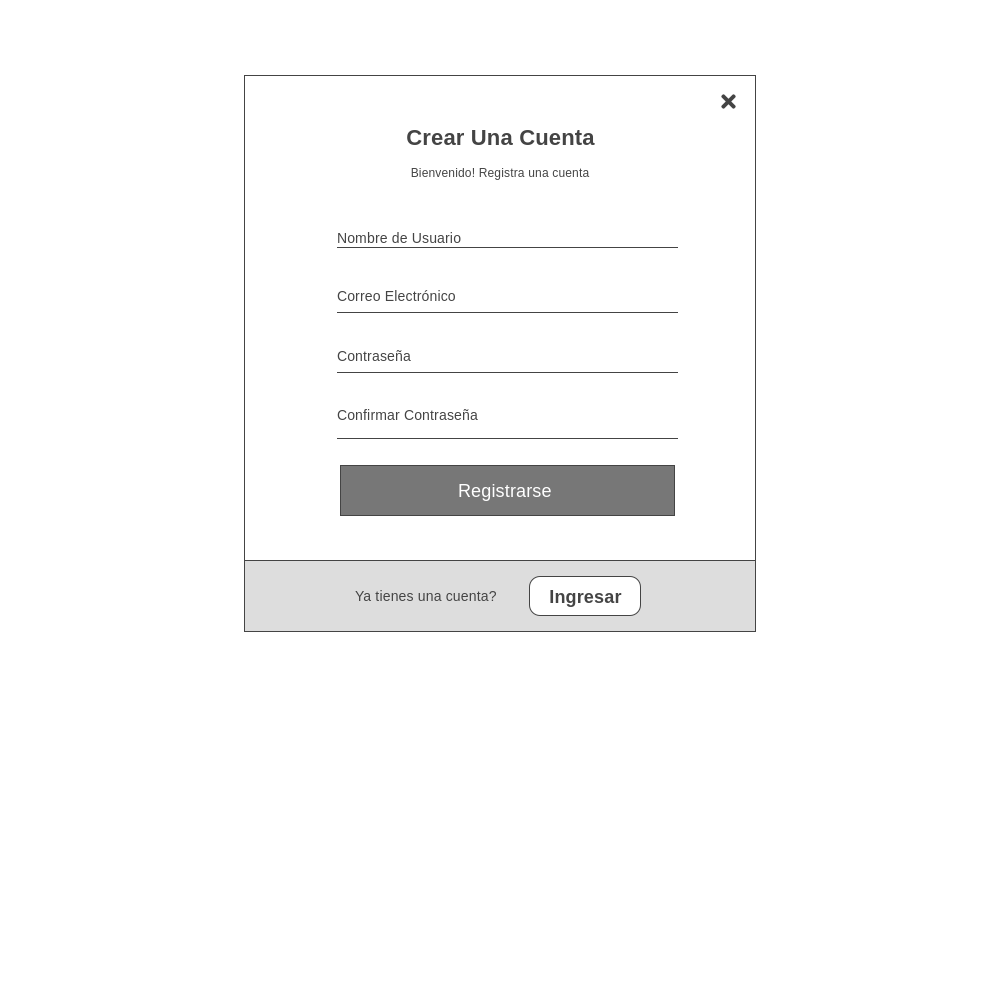 Crear Una Cuenta
Bienvenido! Registra una cuenta
Nombre de Usuario
Correo Electrónico
Contraseña
Confirmar Contraseña
Registrarse
Ya tienes una cuenta? Ingresar